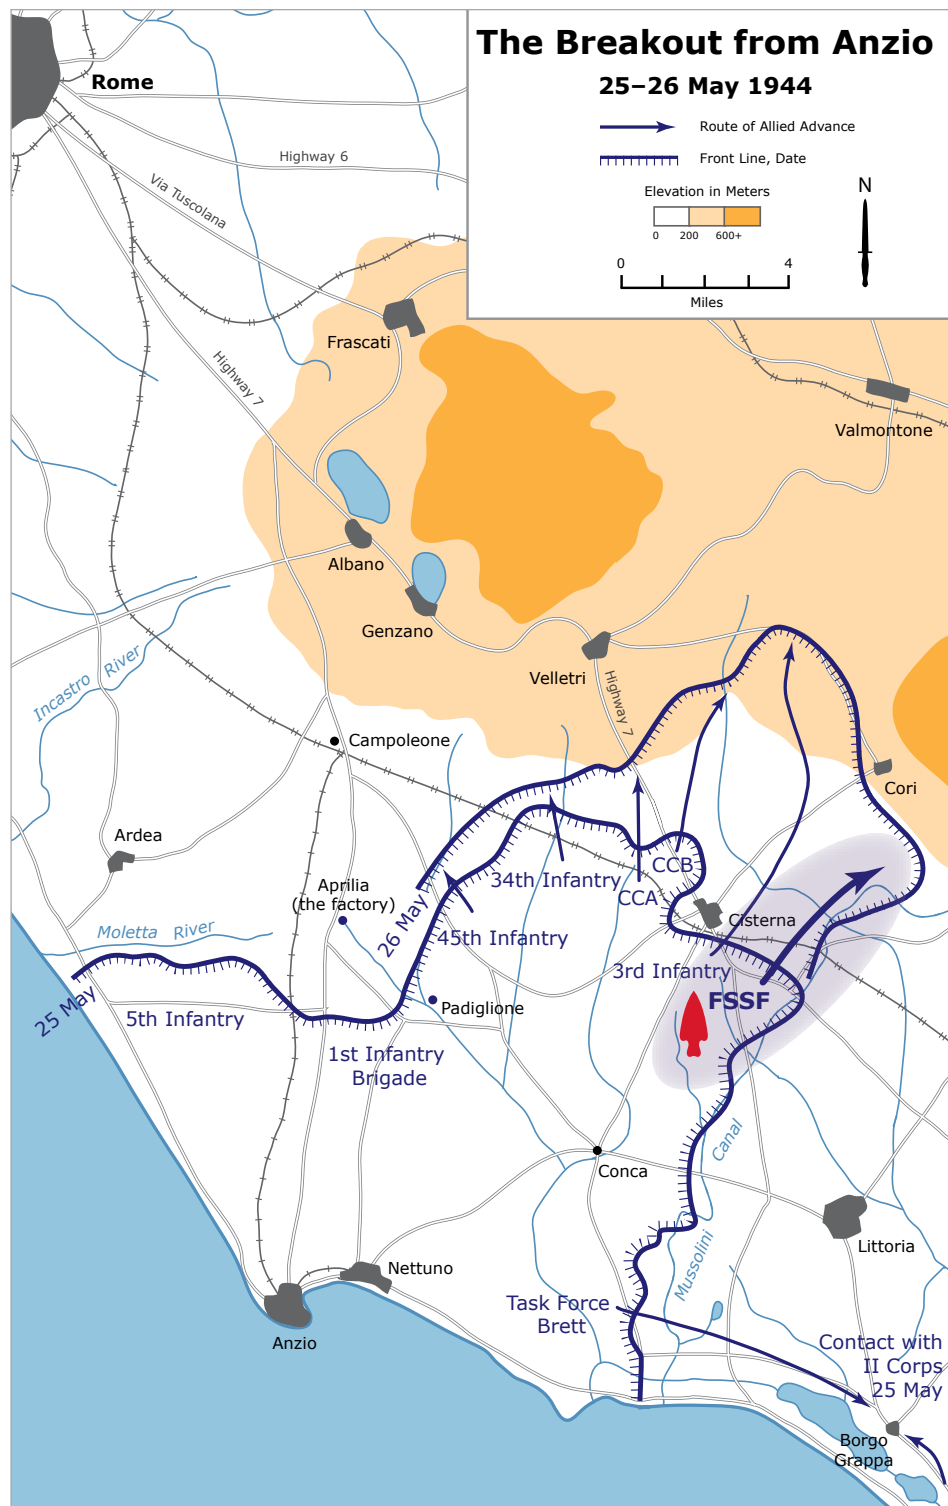 The Breakout from Anzio
25–26 May 1944
Route of Allied Advance
Front Line, Date
Elevation in Meters
0 200 600+
N
0 4
Miles
Rome
Highway 6
Via Tuscolana
Frascati
Highway 7
Valmontone
Albano
Genzano
Velletri
Highway 7
Incastro River
Campoleone
Cori
Ardea
Aprilia
(the factory)
34th Infantry
CCB
CCA
26 May
Cisterna
Moletta River
45th Infantry
3rd Infantry
25 May
5th Infantry
Padiglione
FSSF
1st Infantry
Brigade
Canal
Conca
Mussolini
Littoria
Nettuno
Anzio
Task Force
Brett
Contact with
II Corps
25 May
Borgo
Grappa